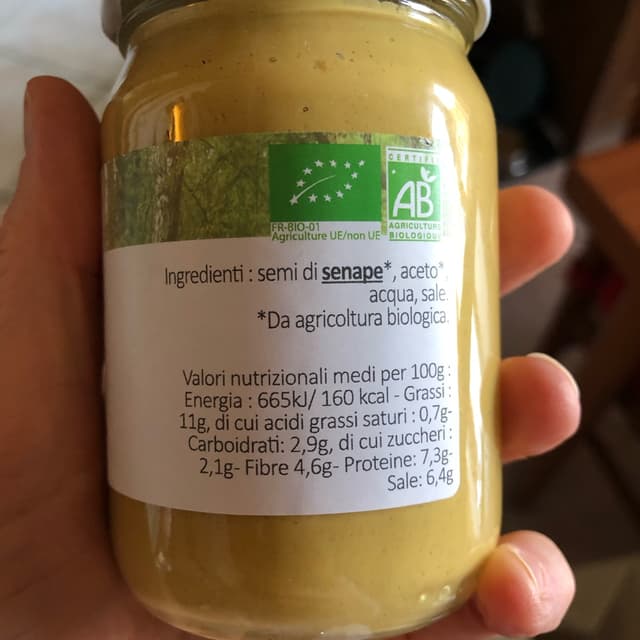 CERTIFIÉ
AB
AGRICULTURE
BIOLOGIQUE
FR-BIO-01
Agriculture UE/non UE
Ingredienti : semi di senape*, aceto*,
acqua, sale.
*Da agricoltura biologica.
Valori nutrizionali medi per 100g :
Energia : 665kJ/ 160 kcal - Grassi :
11g, di cui acidi grassi saturi : 0,7g-
Carboidrati: 2,9g, di cui zuccheri :
2,1g- Fibre 4,6g- Proteine: 7,3g-
Sale: 6,4g